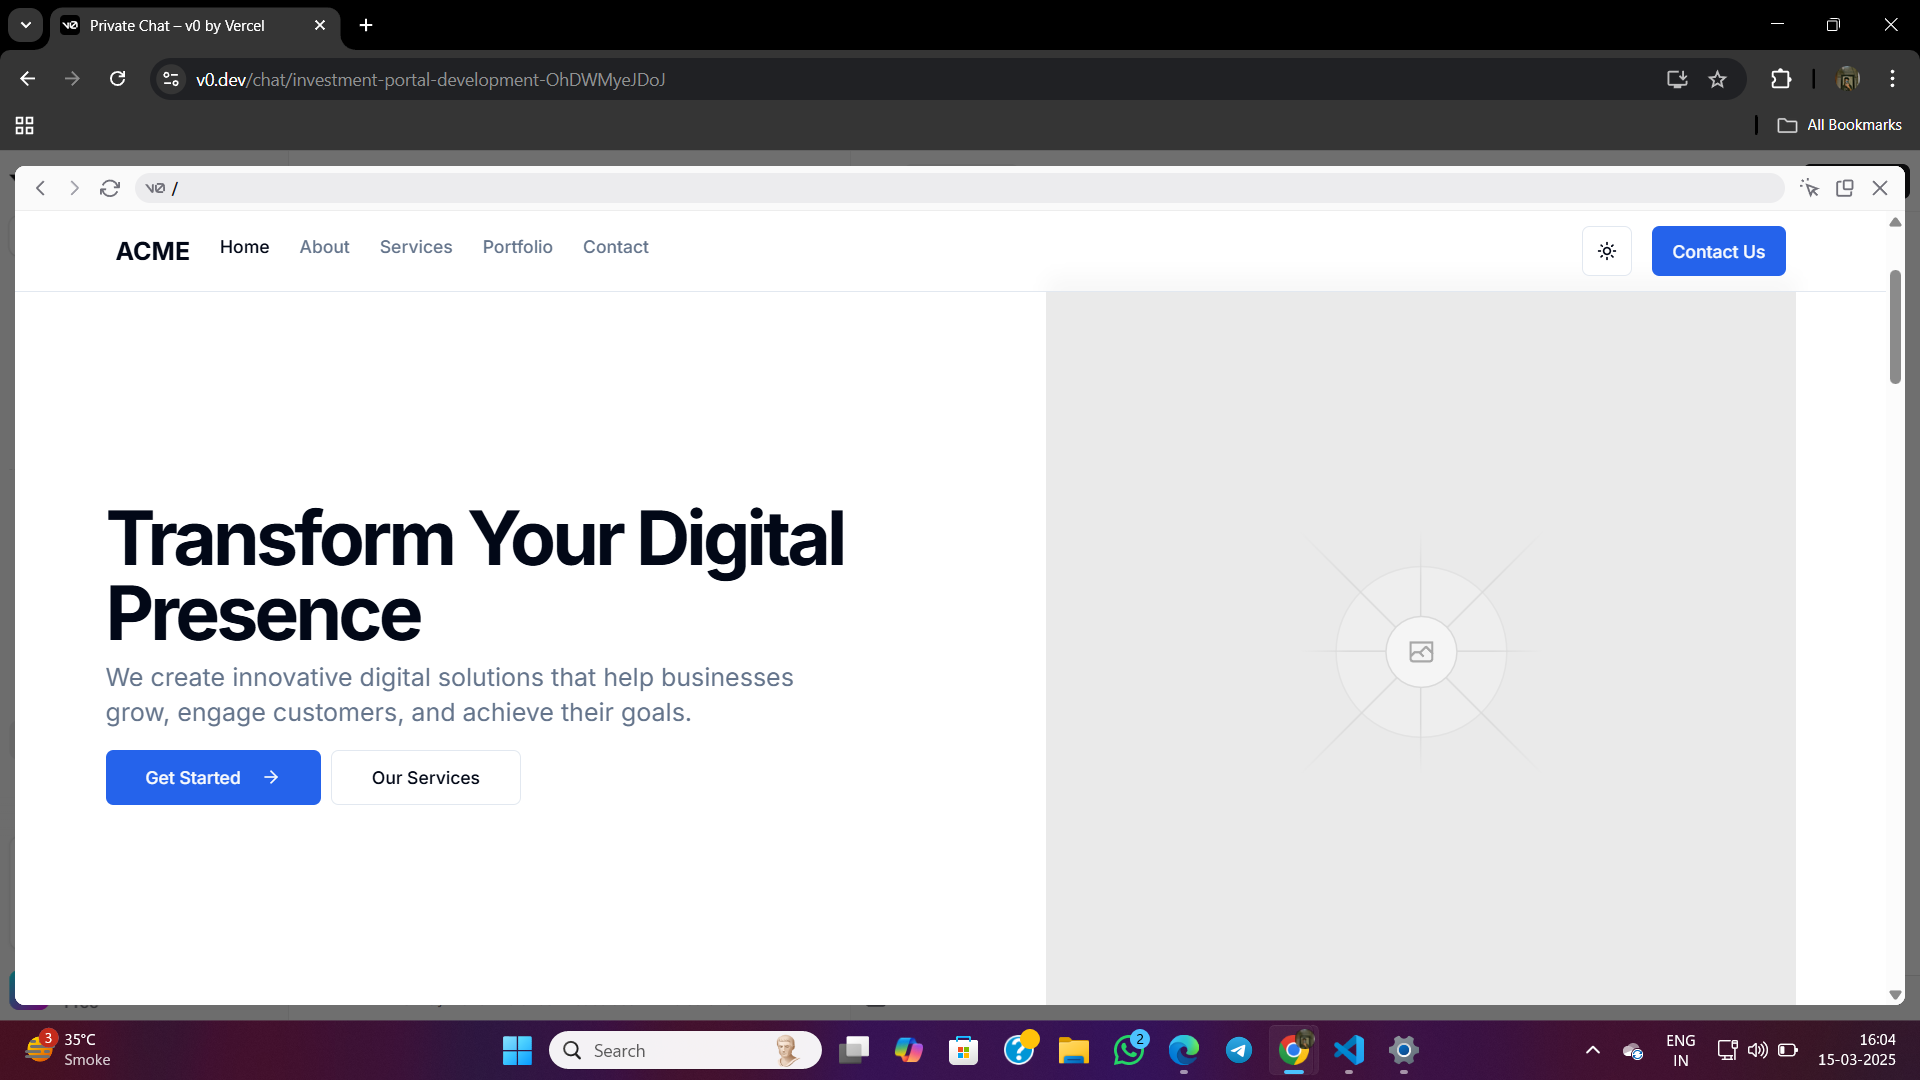 Private Chat – v0 by Vercel
v0.dev/chat/investment-portal-development-OhDWMyeJDoJ
All Bookmarks
v0 /
ACME
Home
About
Services
Portfolio
Contact
Contact Us
Transform Your Digital
Presence
We create innovative digital solutions that help businesses
grow, engage customers, and achieve their goals.
Get Started
Our Services
3
35°C
Smoke
Search
2
ENG
IN
16:04
15-03-2025